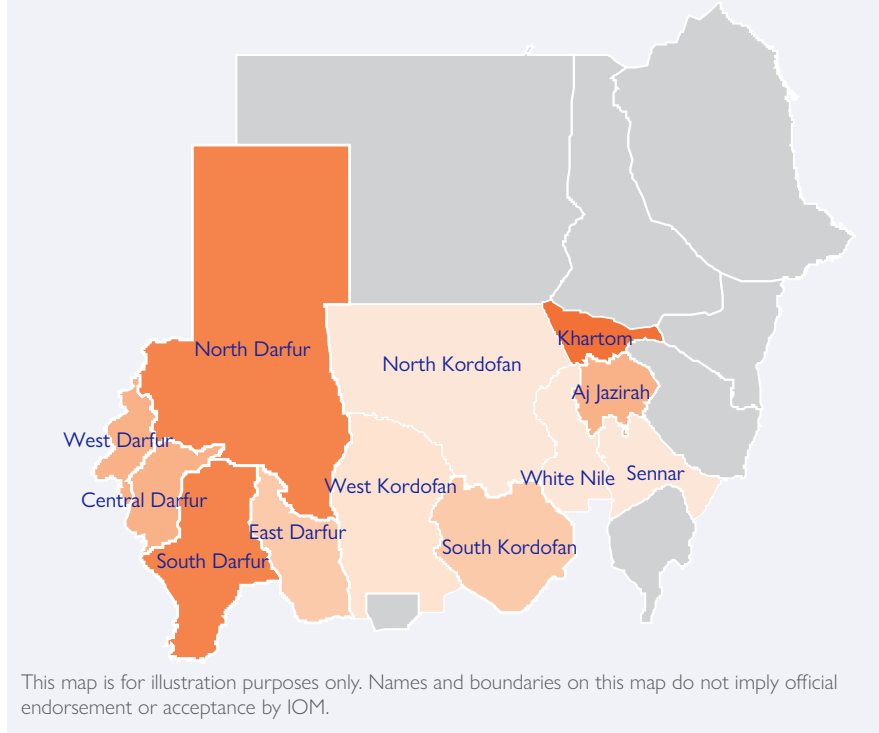 Khartom
North Darfur
North Kordofan
Aj Jazirah
West Darfur
White Nile
Sennar
West Kordofan
Central Darfur
East Darfur
South Kordofan
South Darfur
This map is for illustration purposes only. Names and boundaries on this map do not imply official
endorsement or acceptance by IOM.